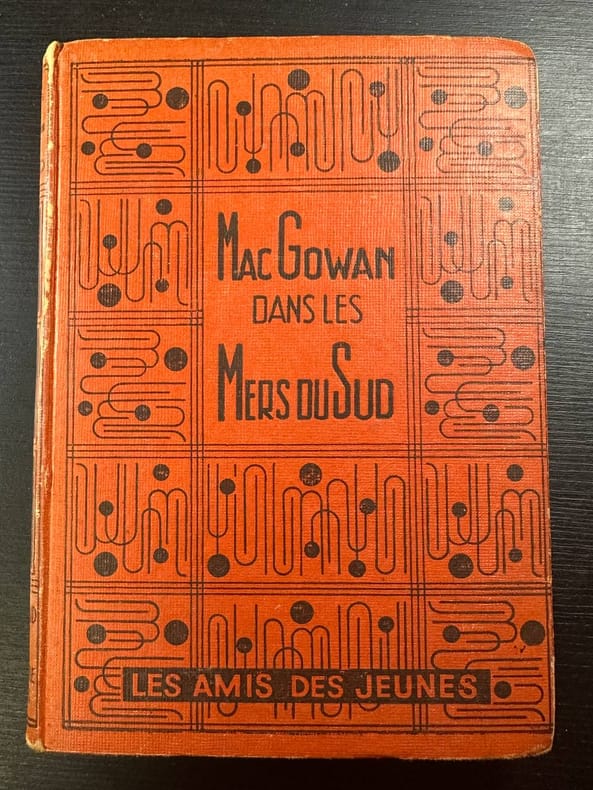 MAC GOWAN
DANS LES
MERS DU SUD
LES AMIS DES JEUNES